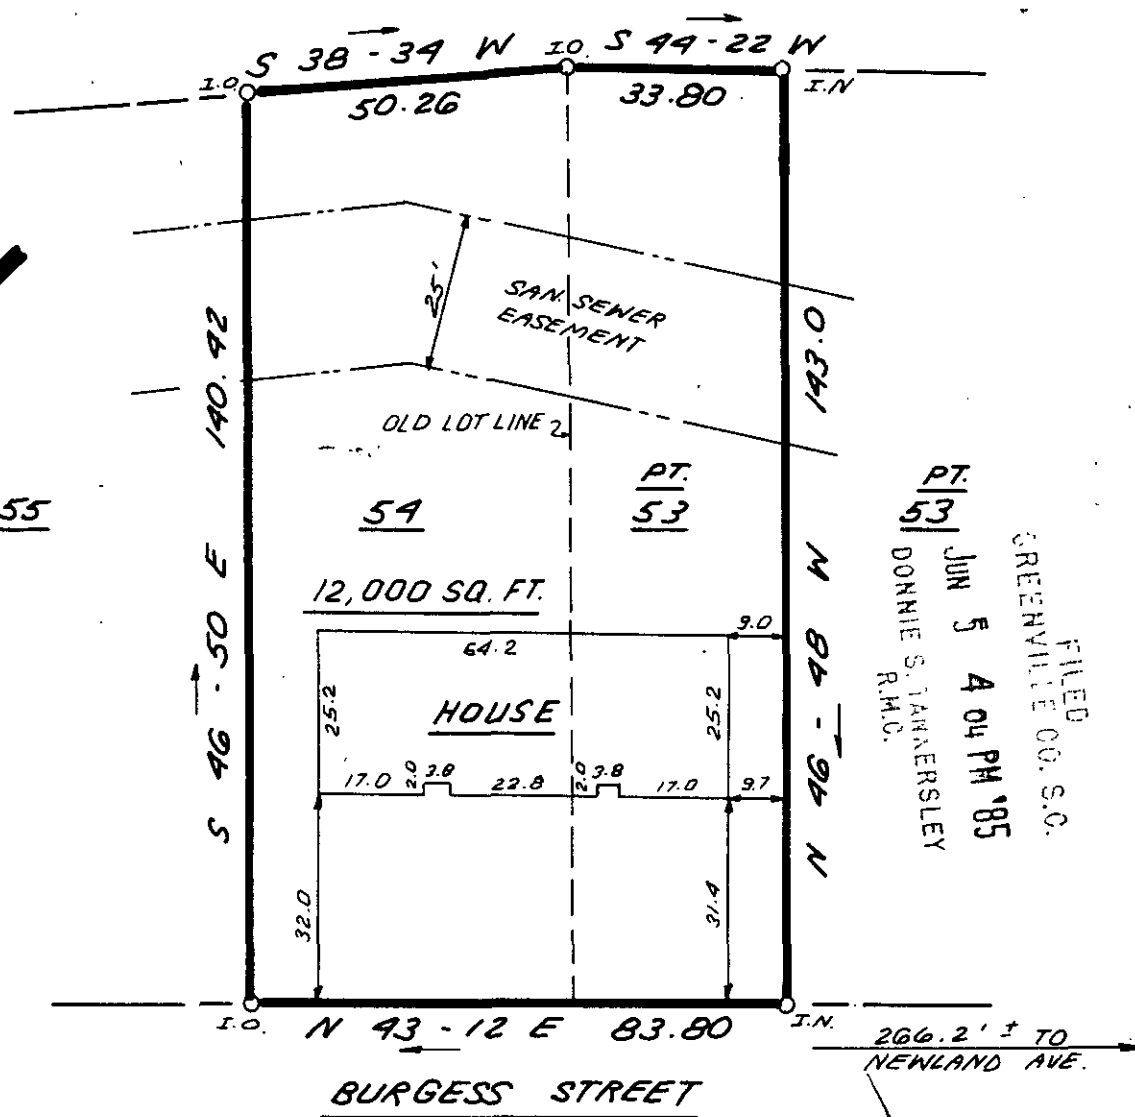 S 38-34 W
I.O.
S 44-22 W
I.O.
I.N
50.26
33.80
25'
SAN. SEWER
EASEMENT
140.42
143.0
OLD LOT LINE
PT.
53
PT.
53
55
54
12,000 SQ. FT.
S 46-50 E
N 46-48 W
9.0
64.2
25.2
25.2
HOUSE
17.0
2.0
3.8
22.8
2.0
3.8
17.0
9.7
32.0
31.4
FILED
GREENVILLE CO. S.C.
JUN 5 4 04 PM '85
DONNIE S. TANKERSLEY
R.M.C.
I.O.
N 43-12 E 83.80
I.N.
266.2' ± TO
NEWLAND AVE.
BURGESS STREET